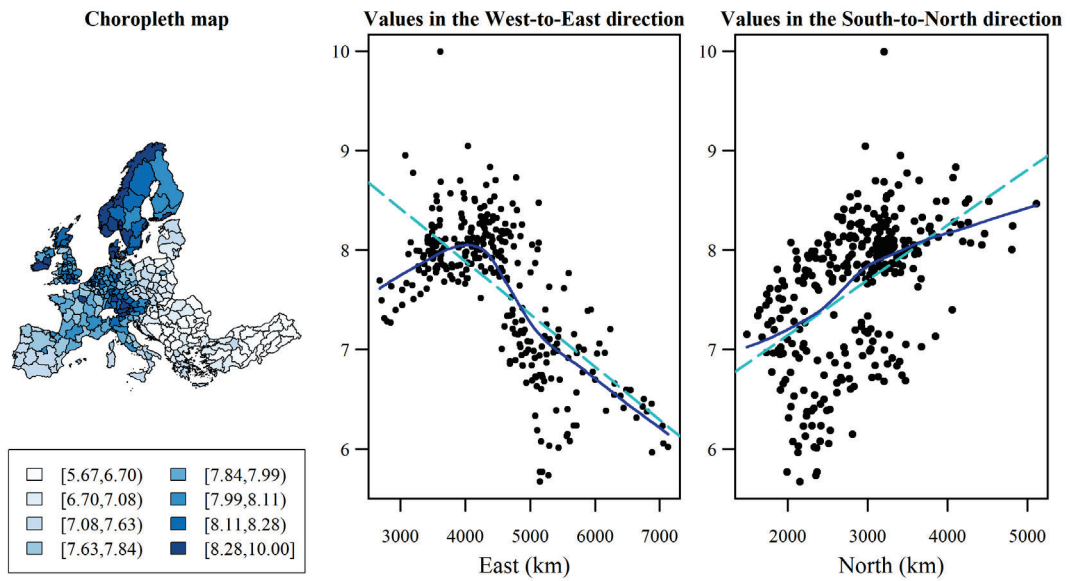 Choropleth map
[5.67,6.70)
[6.70,7.08)
[7.08,7.63)
[7.63,7.84)
[7.84,7.99)
[7.99,8.11)
[8.11,8.28)
[8.28,10.00]
Values in the West-to-East direction
10
9
8
7
6
3000 4000 5000 6000 7000
East (km)
Values in the South-to-North direction
10
9
8
7
6
2000 3000 4000 5000
North (km)